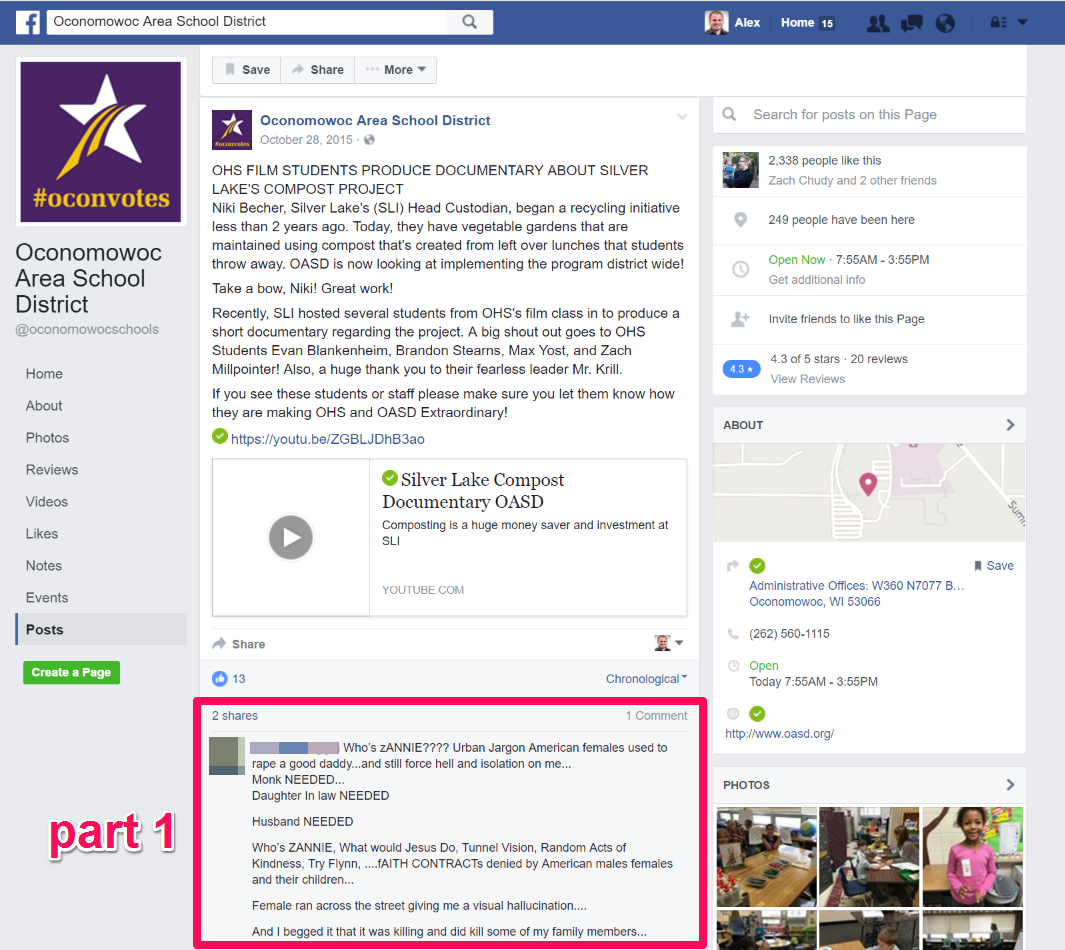 Oconomowoc Area School District
Alex
Home 15
#oconvotes
Oconomowoc
Area School
District
@oconomowocschools
Home
About
Photos
Reviews
Videos
Likes
Notes
Events
Posts
Create a Page
Save
Share
More
#oconvotes
Oconomowoc Area School District
October 28, 2015 ·
OHS FILM STUDENTS PRODUCE DOCUMENTARY ABOUT SILVER
LAKE'S COMPOST PROJECT
Niki Becher, Silver Lake's (SLI) Head Custodian, began a recycling initiative
less than 2 years ago. Today, they have vegetable gardens that are
maintained using compost that's created from left over lunches that students
throw away. OASD is now looking at implementing the program district wide!
Take a bow, Niki! Great work!
Recently, SLI hosted several students from OHS's film class in to produce a
short documentary regarding the project. A big shout out goes to OHS
Students Evan Blankenheim, Brandon Stearns, Max Yost, and Zach
Millpointer! Also, a huge thank you to their fearless leader Mr. Krill.
If you see these students or staff please make sure you let them know how
they are making OHS and OASD Extraordinary!
https://youtu.be/ZGBLJDhB3ao
Silver Lake Compost
Documentary OASD
Composting is a huge money saver and investment at
SLI
YOUTUBE.COM
Share
13
Chronological
2 shares
1 Comment
Who's zANNIE???? Urban Jargon American females used to
rape a good daddy...and still force hell and isolation on me...
Monk NEEDED...
Daughter In law NEEDED
Husband NEEDED
Who's ZANNIE, What would Jesus Do, Tunnel Vision, Random Acts of
Kindness, Try Flynn, ....fAITH CONTRACTs denied by American males females
and their children...
Female ran across the street giving me a visual hallucination....
And I begged it that it was killing and did kill some of my family members...
part 1
Search for posts on this Page
2,338 people like this
Zach Chudy and 2 other friends
249 people have been here
Open Now · 7:55AM - 3:55PM
Get additional info
Invite friends to like this Page
4.3 ★
4.3 of 5 stars · 20 reviews
View Reviews
ABOUT
Summ
Save
Administrative Offices: W360 N7077 B…
Oconomowoc, WI 53066
(262) 560-1115
Open
Today 7:55AM - 3:55PM
http://www.oasd.org/
PHOTOS